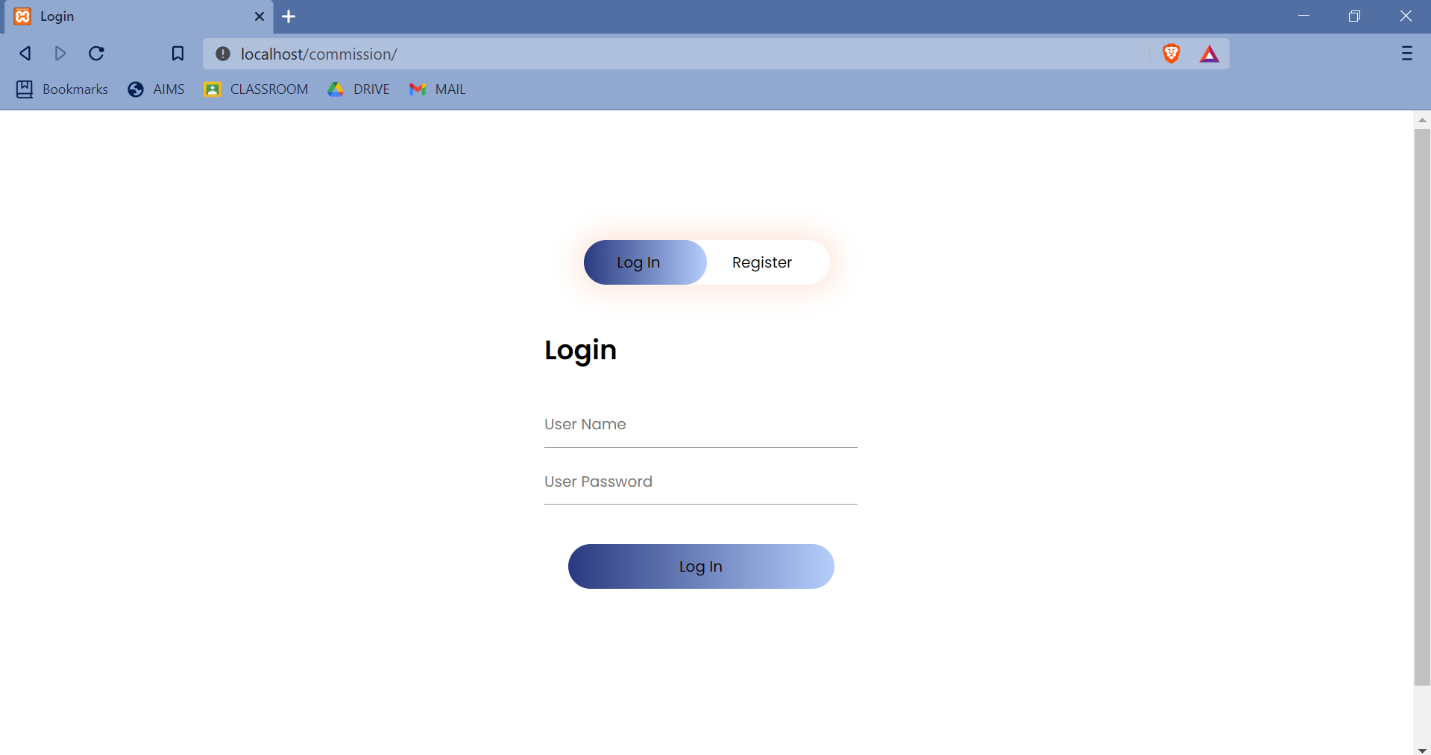 Login
localhost/commission/
Bookmarks AIMS CLASSROOM DRIVE MAIL
Log In Register
Login
User Name
User Password
Log In